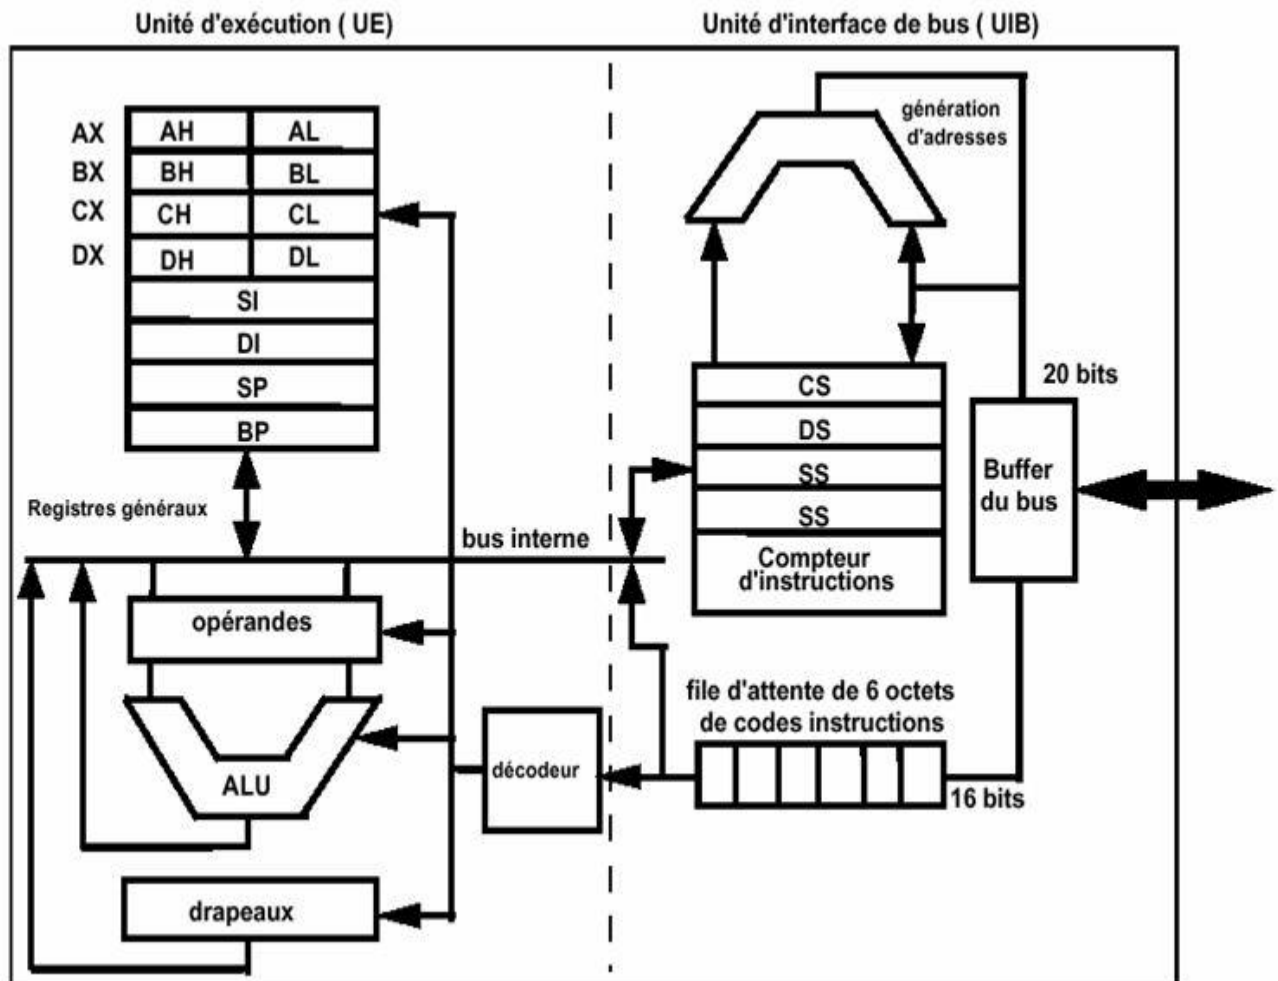 Unité d'exécution ( UE)
Unité d'interface de bus ( UIB)
AX AH AL
BX BH BL
CX CH CL
DX DH DL
SI
DI
SP
BP
Registres généraux
bus interne
opérandes
ALU
décodeur
drapeaux
génération
d'adresses
CS
DS
SS
SS
Compteur
d'instructions
20 bits
Buffer
du bus
file d'attente de 6 octets
de codes instructions
16 bits